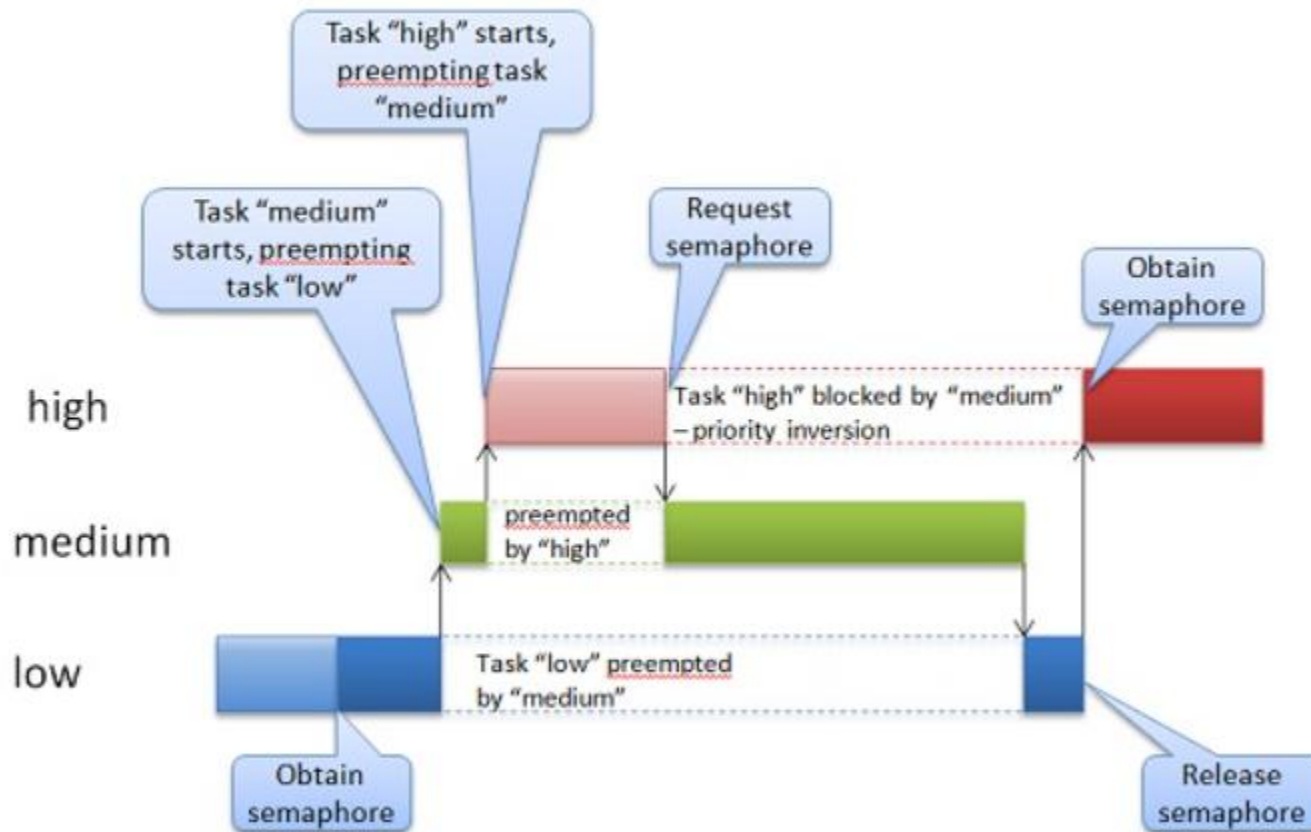 Task “high” starts,
preempting task
“medium”
Task “medium”
starts, preempting
task “low”
Request
semaphore
Obtain
semaphore
high
Task “high” blocked by “medium”
– priority inversion
medium
preempted
by “high”
low
Task “low” preempted
by “medium”
Obtain
semaphore
Release
semaphore